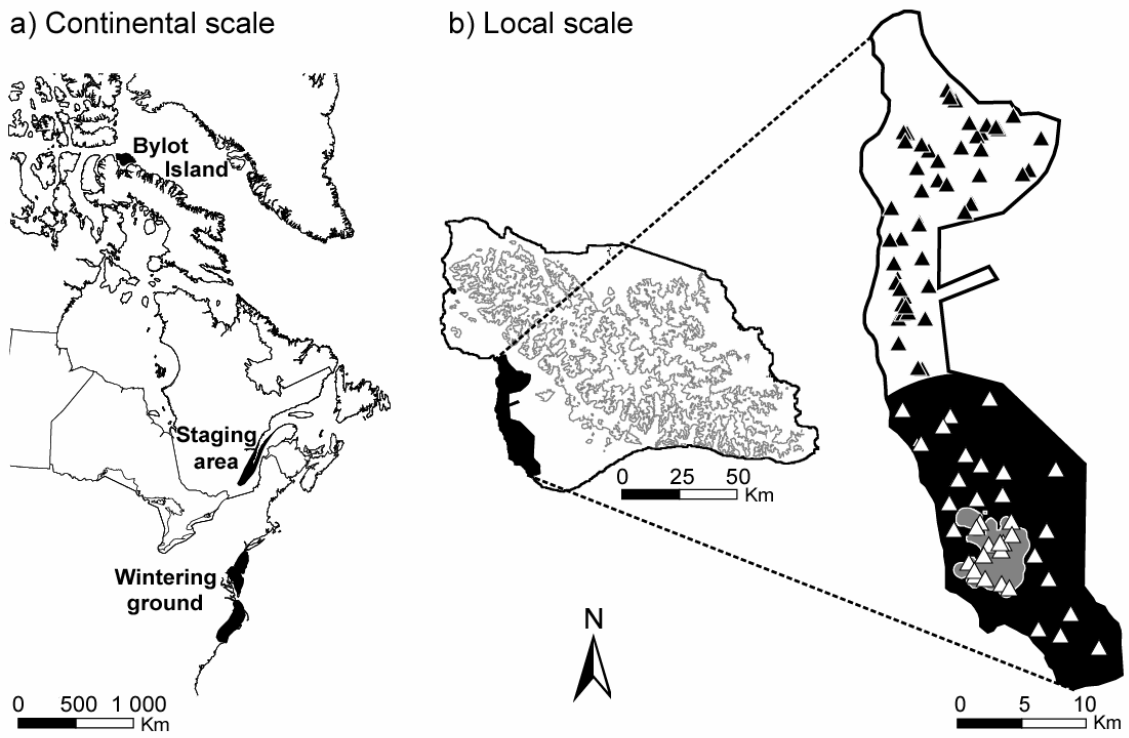 a) Continental scale
b) Local scale
Bylot
Island
Staging
area
Wintering
ground
0 25 50
Km
N
0 500 1 000
Km
0 5 10
Km